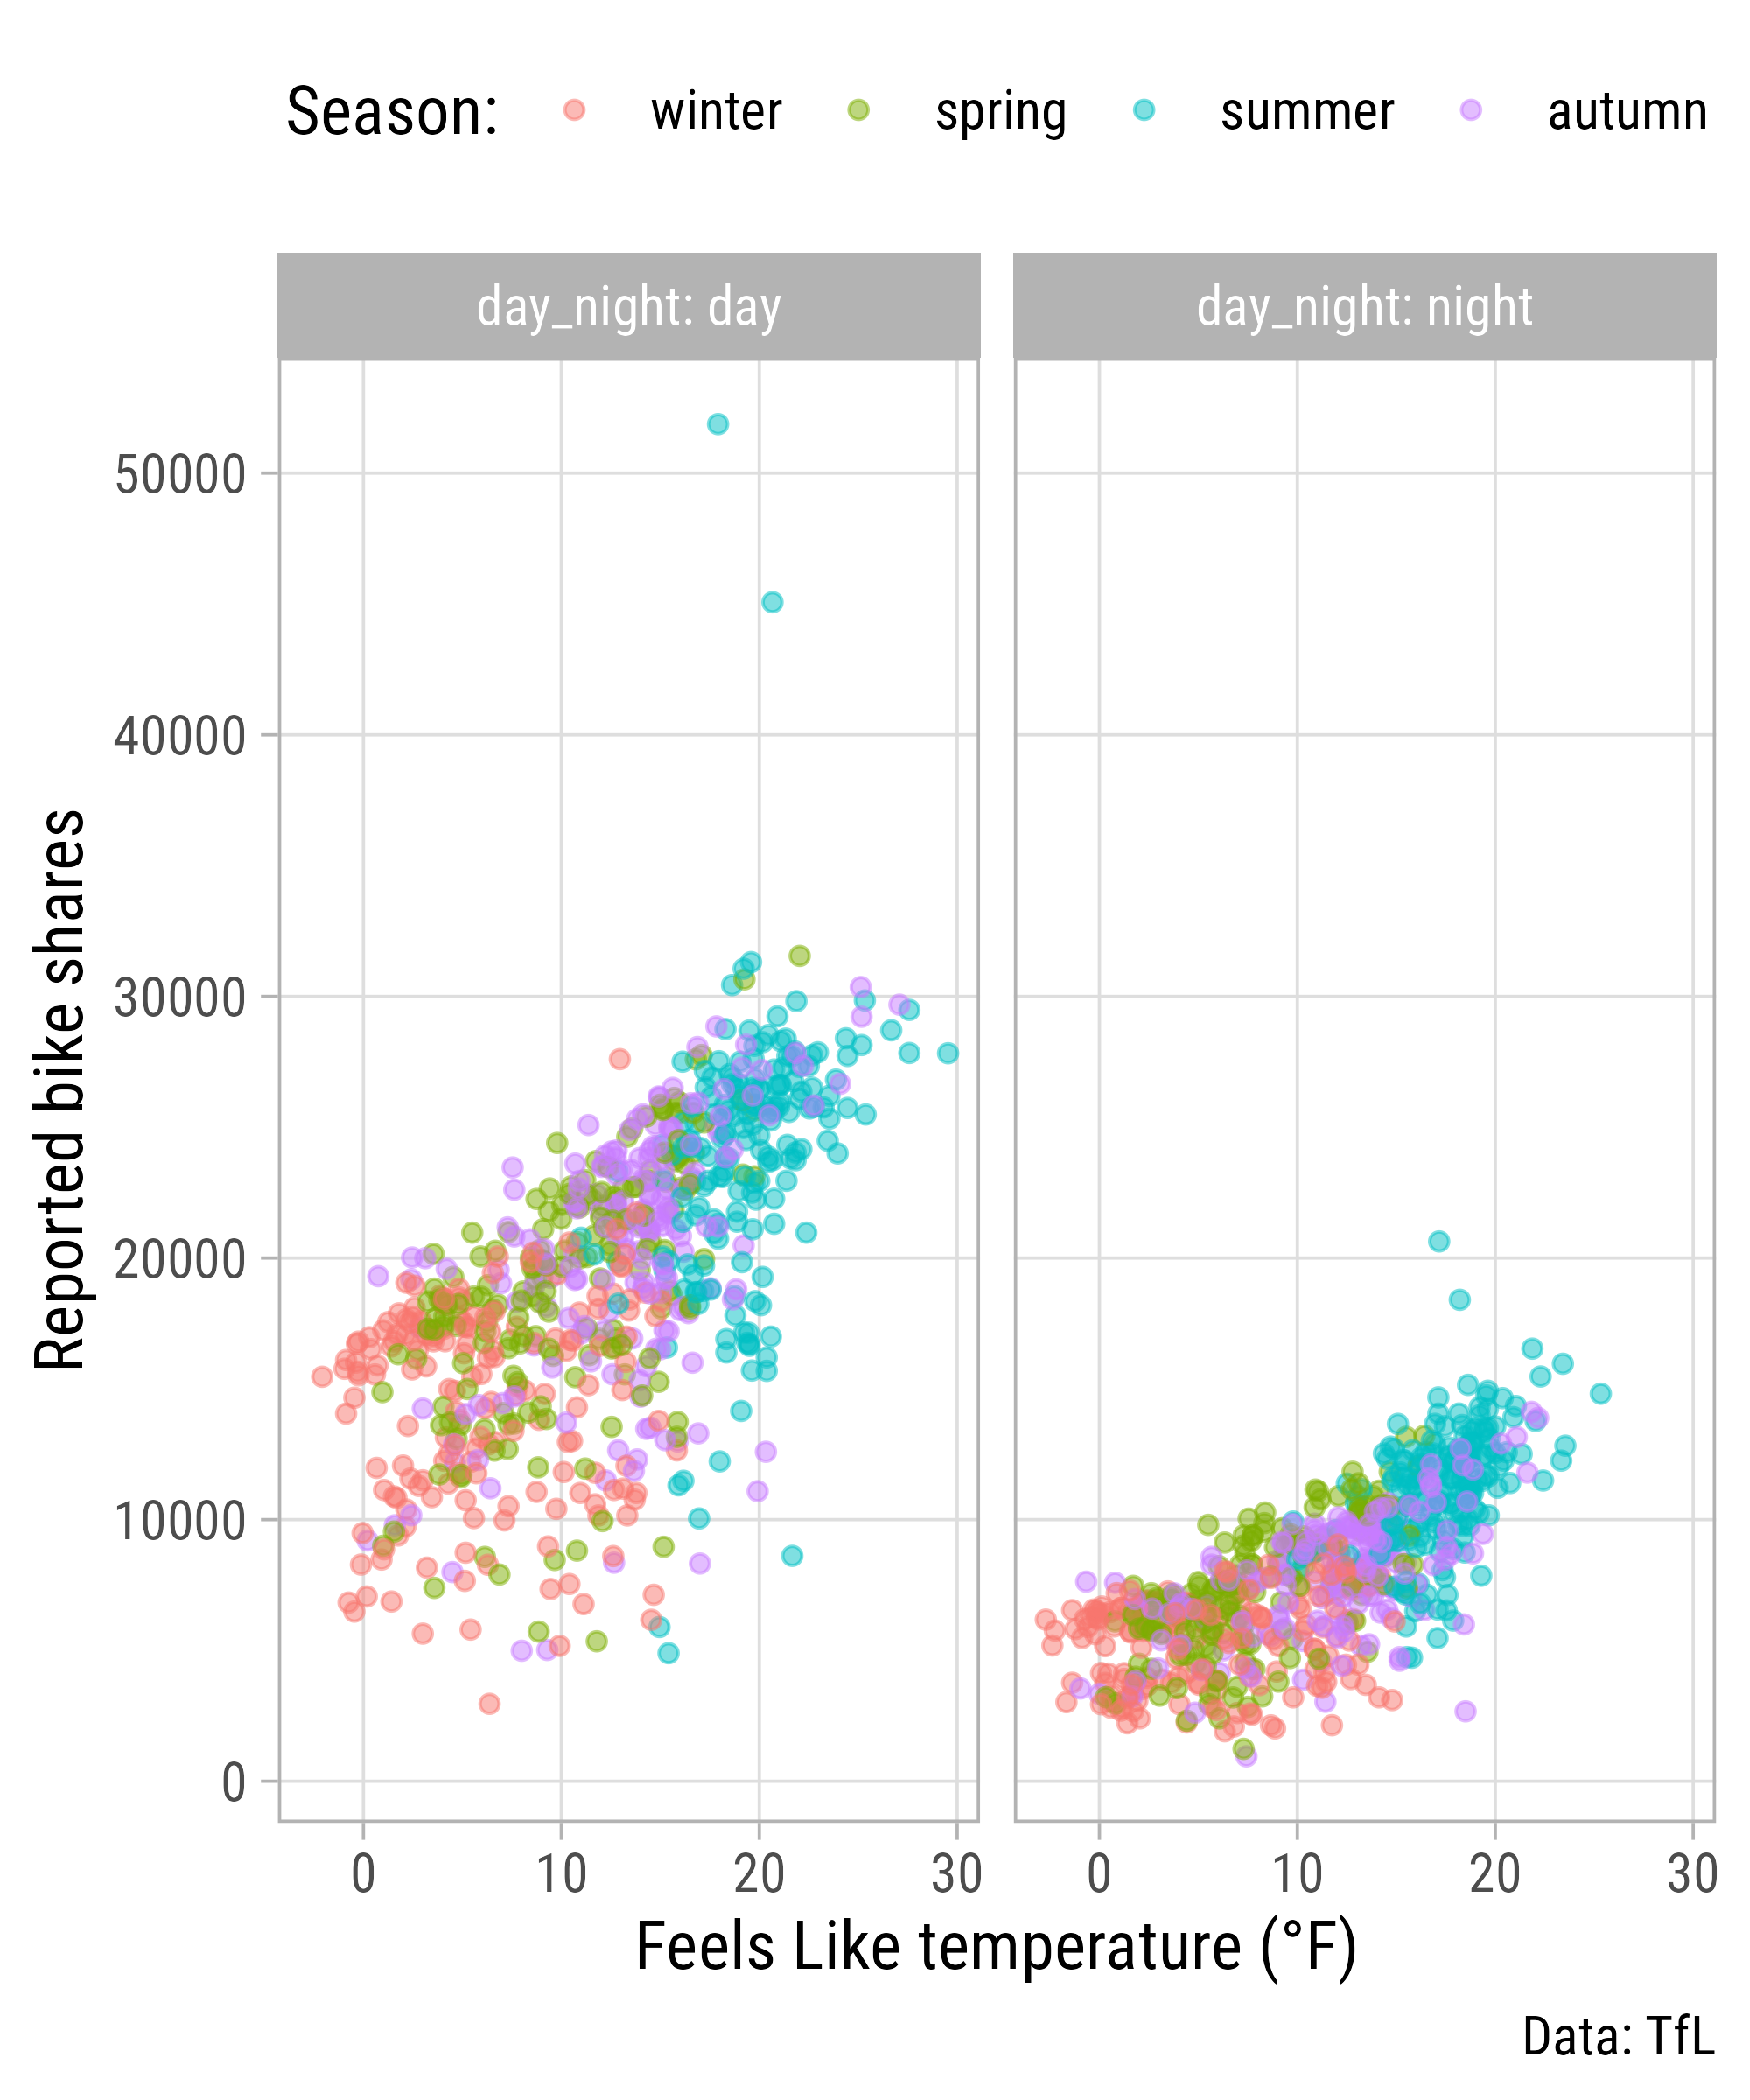 Season: winter spring summer autumn
day_night: day
day_night: night
Reported bike shares
50000
40000
30000
20000
10000
0
0 10 20 30
0 10 20 30
Feels Like temperature (°F)
Data: TfL